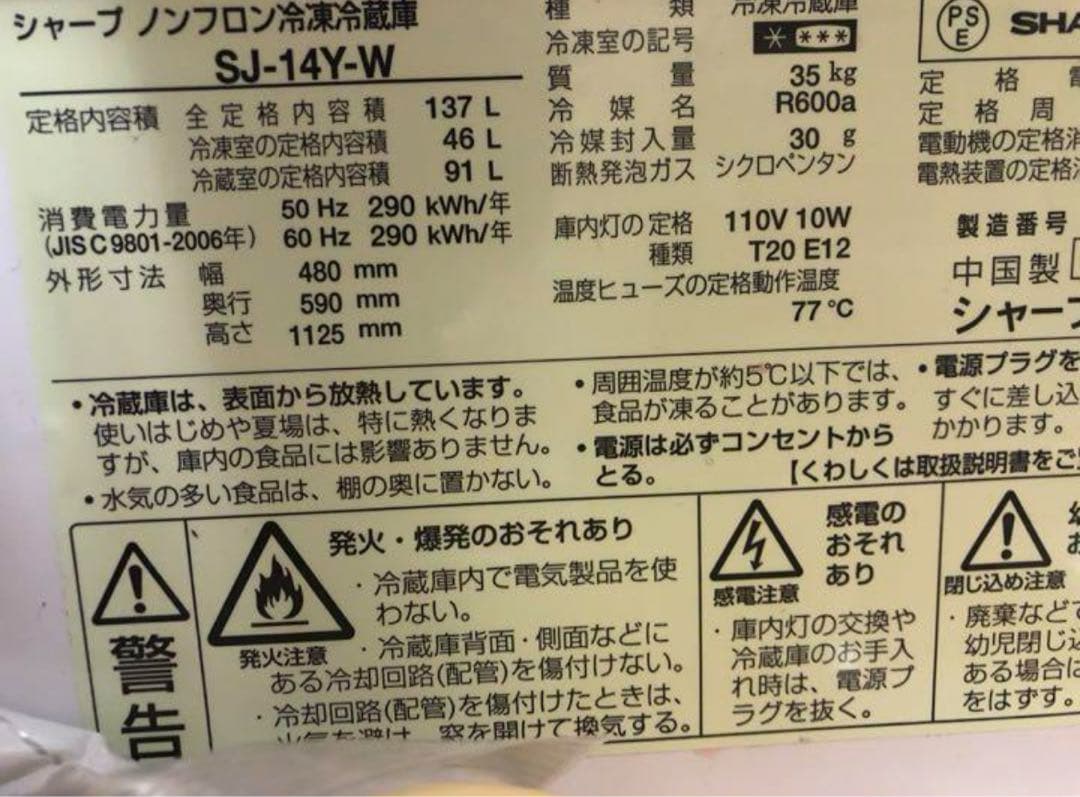 シャープ ノンフロン冷凍冷蔵庫
SJ-14Y-W
定格内容積 全定格内容積 137 L
冷凍室の定格内容積 46 L
冷蔵室の定格内容積 91 L
消費電力量 50 Hz 290 kWh/年
(JIS C 9801-2006年) 60 Hz 290 kWh/年
外形寸法 幅 480 mm
奥行 590 mm
高さ 1125 mm
種類 冷凍冷蔵庫
冷凍室の記号 * ***
質量 35 kg
冷媒名 R600a
冷媒封入量 30 g
断熱発泡ガス シクロペンタン
庫内灯の定格 110V 10W
種類 T20 E12
温度ヒューズの定格動作温度
77 ℃
PS
E
定格
定格周
電動機の定格消
電熱装置の定格
製造番号
中国製
シャープ
・冷蔵庫は、表面から放熱しています。
使いはじめや夏場は、特に熱くなりま
すが、庫内の食品には影響ありません。
・水気の多い食品は、棚の奥に置かない。
・周囲温度が約5℃以下では、
食品が凍ることがあります。
・電源は必ずコンセントから
とる。
・電源プラグを
すぐに差し込
かかります。
【くわしくは取扱説明書をご
警告
発火注意
発火・爆発のおそれあり
・冷蔵庫内で電気製品を使
わない。
・冷蔵庫背面・側面などに
ある冷却回路(配管)を傷付けない。
・冷却回路(配管)を傷付けたときは、
火気を避け、窓を開けて換気する。
感電注意
感電の
おそれ
あり
・庫内灯の交換や
冷蔵庫のお手入
れ時は、電源プ
ラグを抜く。
閉じ込め注意
・廃棄など
幼児閉じ込
ある場合は
をはずす。